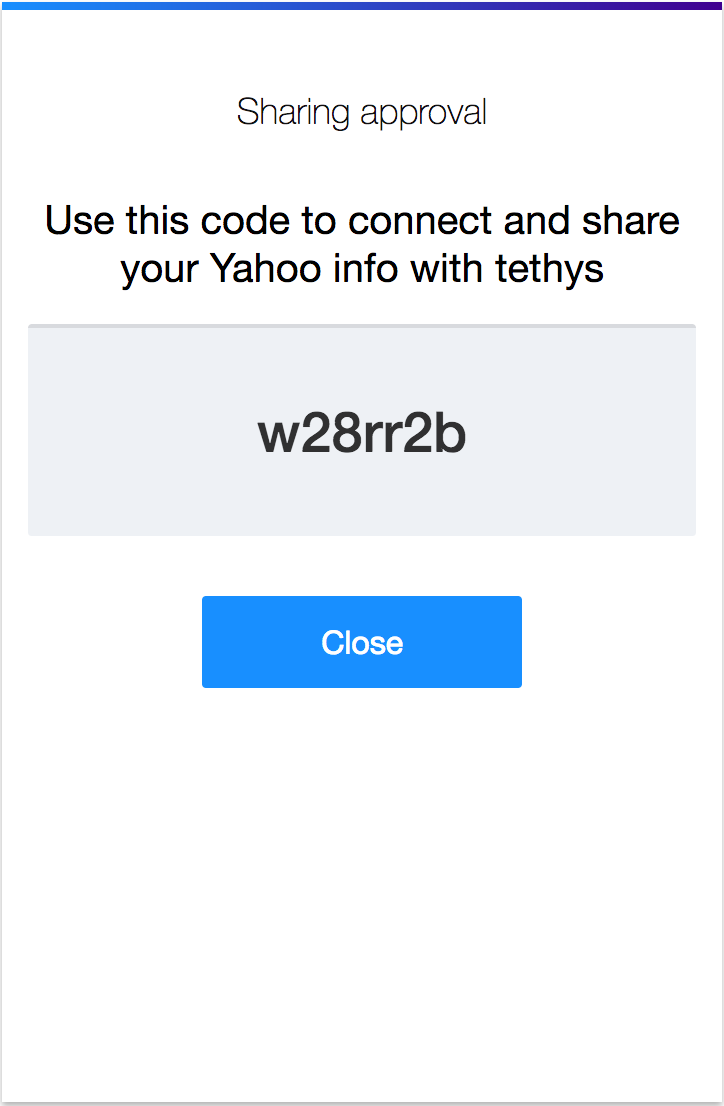 Sharing approval
Use this code to connect and share
your Yahoo info with tethys
w28rr2b
Close